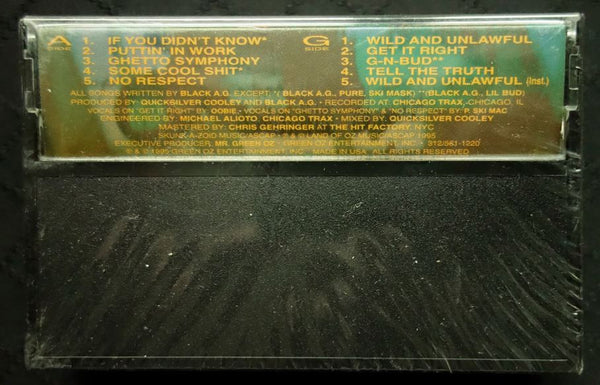 A SIDE
1. IF YOU DIDN'T KNOW*
2. PUTTIN' IN WORK
3. GHETTO SYMPHONY
4. SOME COOL SHIT*
5. NO RESPECT
G SIDE
1. WILD AND UNLAWFUL
2. GET IT RIGHT
3. G-N-BUD**
4. TELL THE TRUTH
5. WILD AND UNLAWFUL (Inst.)
ALL SONGS WRITTEN BY BLACK A.G., EXCEPT: *( BLACK A.G., PURE, SKI MASK) **(BLACK A.G., LIL BUD)
PRODUCED BY: QUICKSILVER COOLEY AND BLACK A.G. • RECORDED AT: CHICAGO TRAX, CHICAGO, IL
VOCALS ON "GET IT RIGHT" BY: OOBIE • VOCALS ON "GHETTO SYMPHONY" & "NO RESPECT" BY: P. SKI MAC
ENGINEERED BY: MICHAEL ALIOTO, CHICAGO TRAX • MIXED BY: QUICKSILVER COOLEY
MASTERED BY: CHRIS GEHRINGER AT THE HIT FACTORY, NYC
SKUNK-A-ZOID MUSIC/ASCAP ℗ & © LAND OF OZ MUSIC/ASCAP 1995
EXECUTIVE PRODUCER: MR. GREEN OZ • GREEN OZ ENTERTAINMENT, INC. • 312/561-1220
℗ & © 1995 GREEN OZ ENTERTAINMENT, INC. MADE IN USA. ALL RIGHTS RESERVED